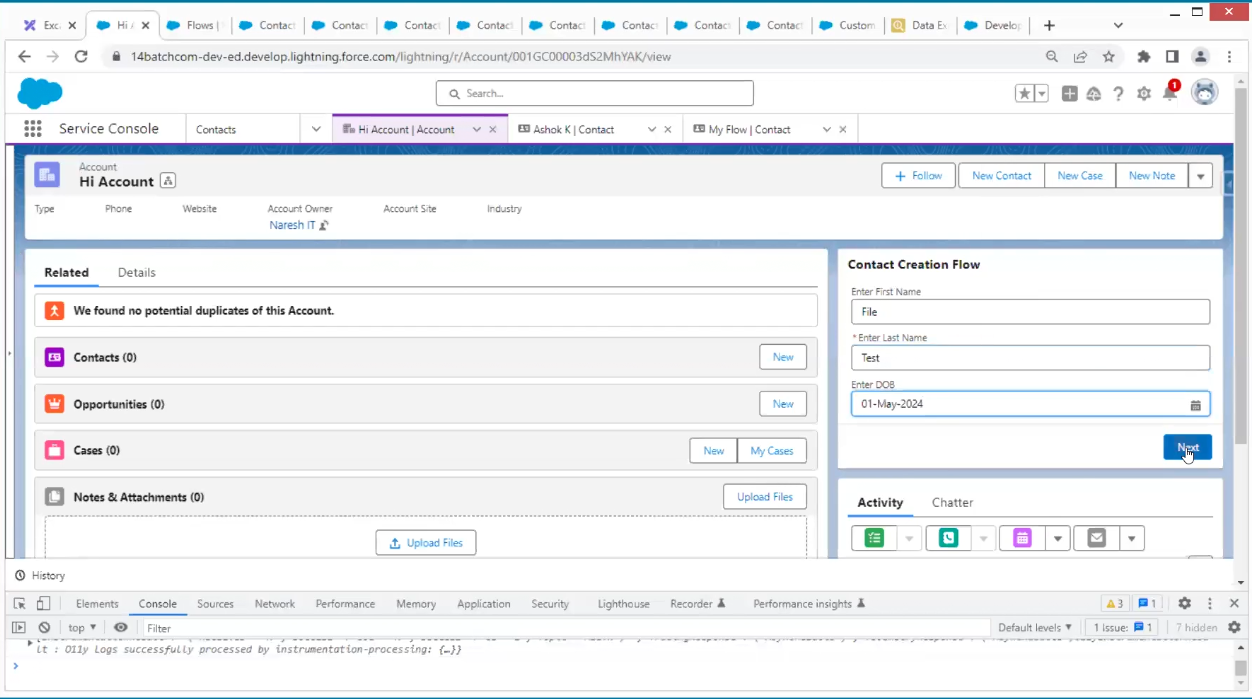 Exc
Hi A
Flows |
Contact
Contact
Contact
Contact
Contact
Contact
Contact
Contact
Custom
Data Ex
Develop
14batchcom-dev-ed.develop.lightning.force.com/lightning/r/Account/001GC00003dS2MhYAK/view
Search...
1
Service Console
Contacts
Hi Account | Account
Ashok K | Contact
My Flow | Contact
Account
Hi Account
+ Follow
New Contact
New Case
New Note
Type
Phone
Website
Account Owner
Account Site
Industry
Naresh IT
Related
Details
We found no potential duplicates of this Account.
Contacts (0)
New
Opportunities (0)
New
Cases (0)
New
My Cases
Notes & Attachments (0)
Upload Files
Upload Files
Contact Creation Flow
Enter First Name
File
* Enter Last Name
Test
Enter DOB
01-May-2024
Next
Activity
Chatter
History
Elements
Console
Sources
Network
Performance
Memory
Application
Security
Lighthouse
Recorder
Performance insights
3
1
top
Filter
Default levels
1 Issue:
1
7 hidden
it : O11y Logs successfully processed by instrumentation-processing: {…}}